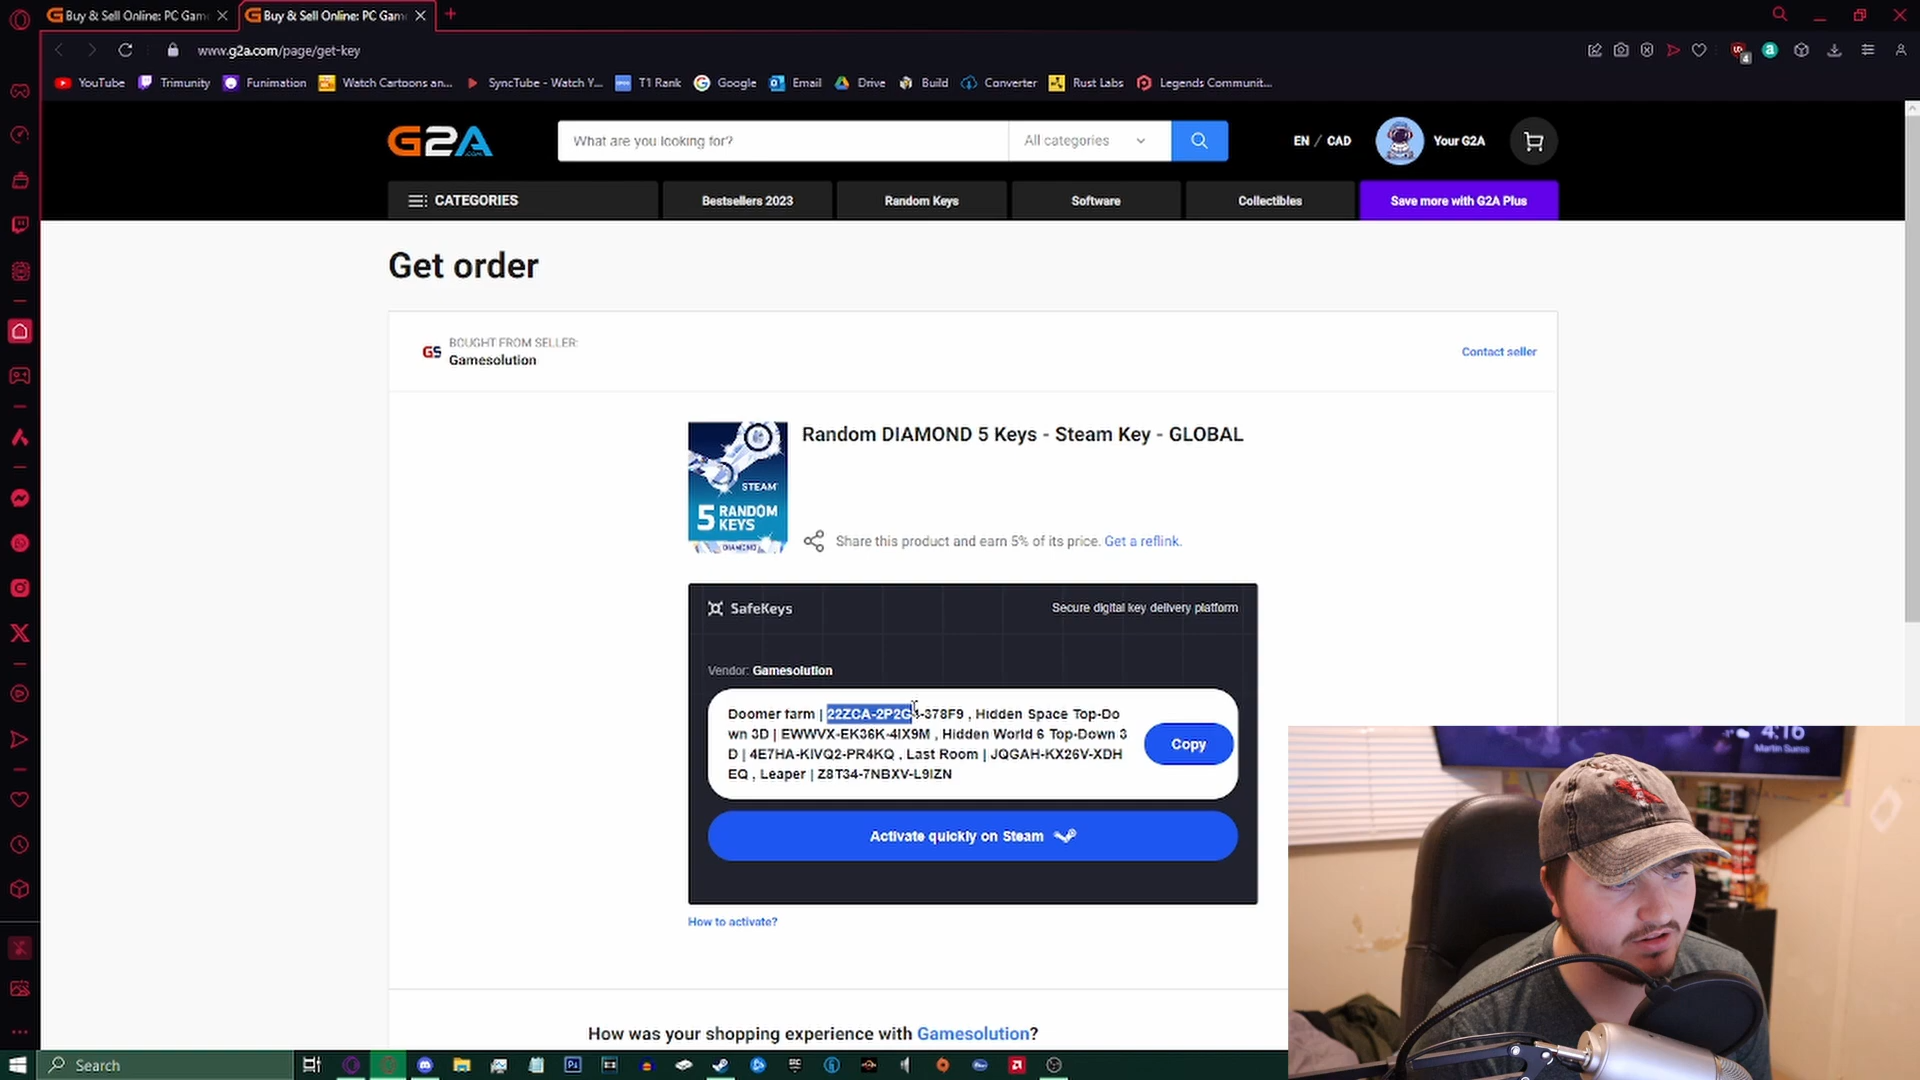 Buy & Sell Online: PC Gam
Buy & Sell Online: PC Gam
www.g2a.com/page/get-key
4
YouTube
Trimunity
Funimation
Watch Cartoons an...
SyncTube - Watch Y...
T1 Rank
Google
Email
Drive
Build
Converter
Rust Labs
Legends Communit...
G2A
.COM
What are you looking for?
All categories
EN / CAD
Your G2A
CATEGORIES
Bestsellers 2023
Random Keys
Software
Collectibles
Save more with G2A Plus
Get order
GS
BOUGHT FROM SELLER:
Gamesolution
Contact seller
STEAM
5 RANDOM
KEYS
DIAMOND
Random DIAMOND 5 Keys - Steam Key - GLOBAL
Share this product and earn 5% of its price. Get a reflink.
SafeKeys
Secure digital key delivery platform
Vendor: Gamesolution
Doomer farm | 22ZCA-2P2G4-378F9 , Hidden Space Top-Do
wn 3D | EWWVX-EK36K-4IX9M , Hidden World 6 Top-Down 3
D | 4E7HA-KIVQ2-PR4KQ , Last Room | JQGAH-KX26V-XDH
EQ , Leaper | Z8T34-7NBXV-L9IZN
Copy
Activate quickly on Steam
How to activate?
4:16
How was your shopping experience with Gamesolution?
Search